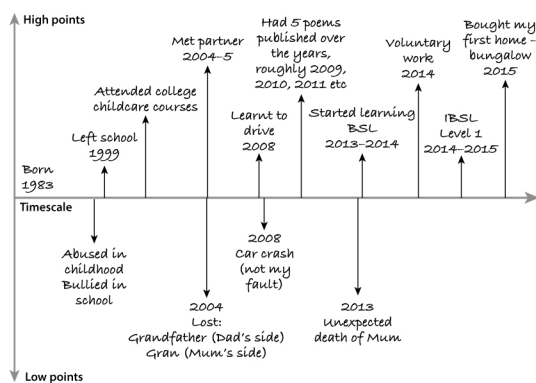 High points
Had 5 poems
published over
the years,
roughly 2009,
2010, 2011 etc
Bought my
first home –
bungalow
2015
Met partner
2004–5
Voluntary
work
2014
Attended college
childcare courses
Learnt to
drive
2008
Started learning
BSL
2013–2014
IBSL
Level 1
2014–2015
Left school
1999
Born
1983
Timescale
Abused in
childhood
Bullied in
school
2008
Car crash
(not my
fault)
2004
Lost:
Grandfather (Dad's side)
Gran (Mum's side)
2013
Unexpected
death of Mum
Low points